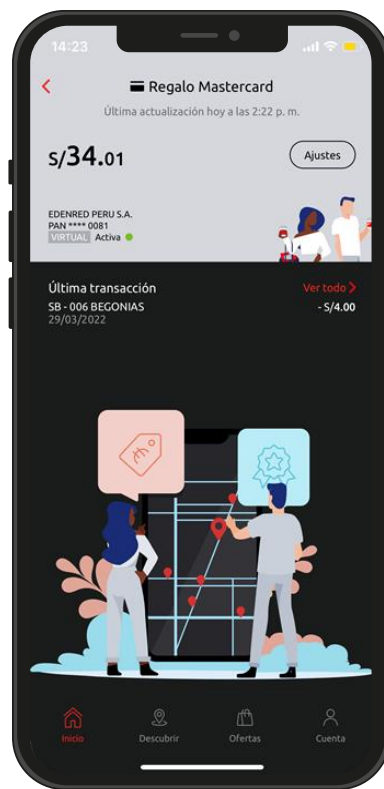 14:23
Regalo Mastercard
Última actualización hoy a las 2:22 p. m.
S/34.01
Ajustes
EDENRED PERU S.A.
PAN **** 0081
VIRTUAL Activa
Última transacción Ver todo
SB - 006 BEGONIAS - S/4.00
29/03/2022
Inicio Descubrir Ofertas Cuenta